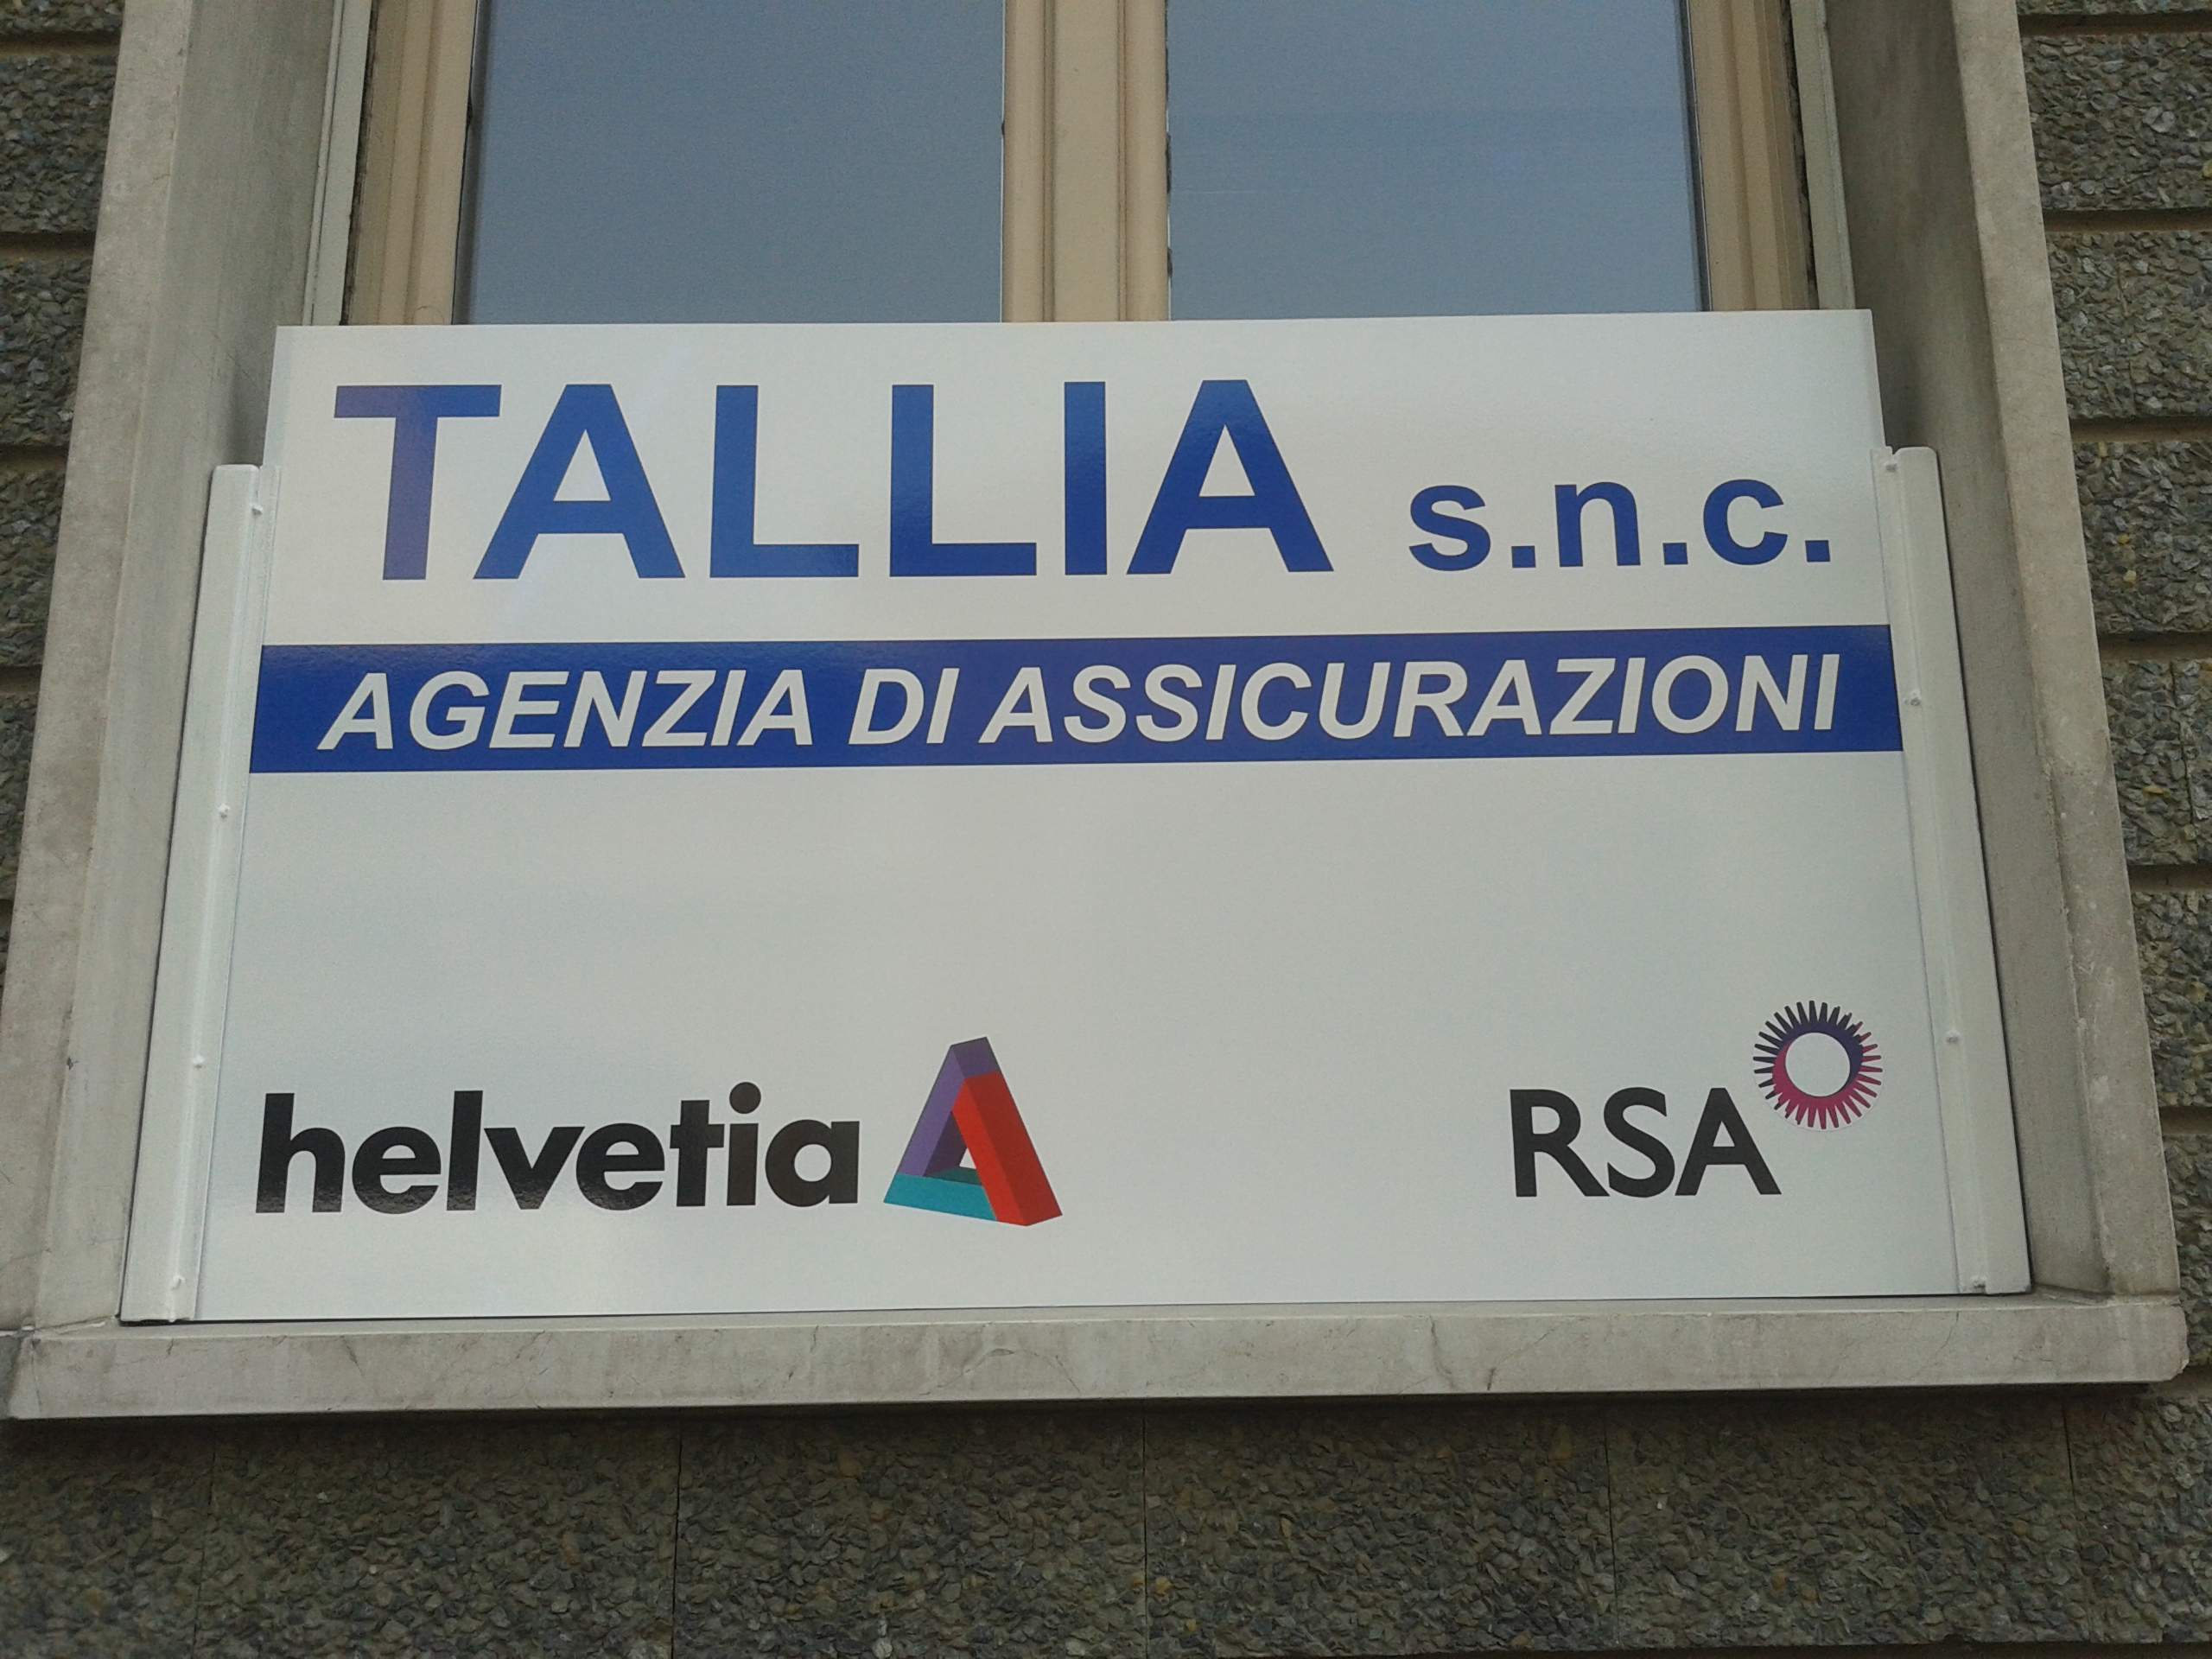 TALLIA s.n.c.
AGENZIA DI ASSICURAZIONI
helvetia
RSA